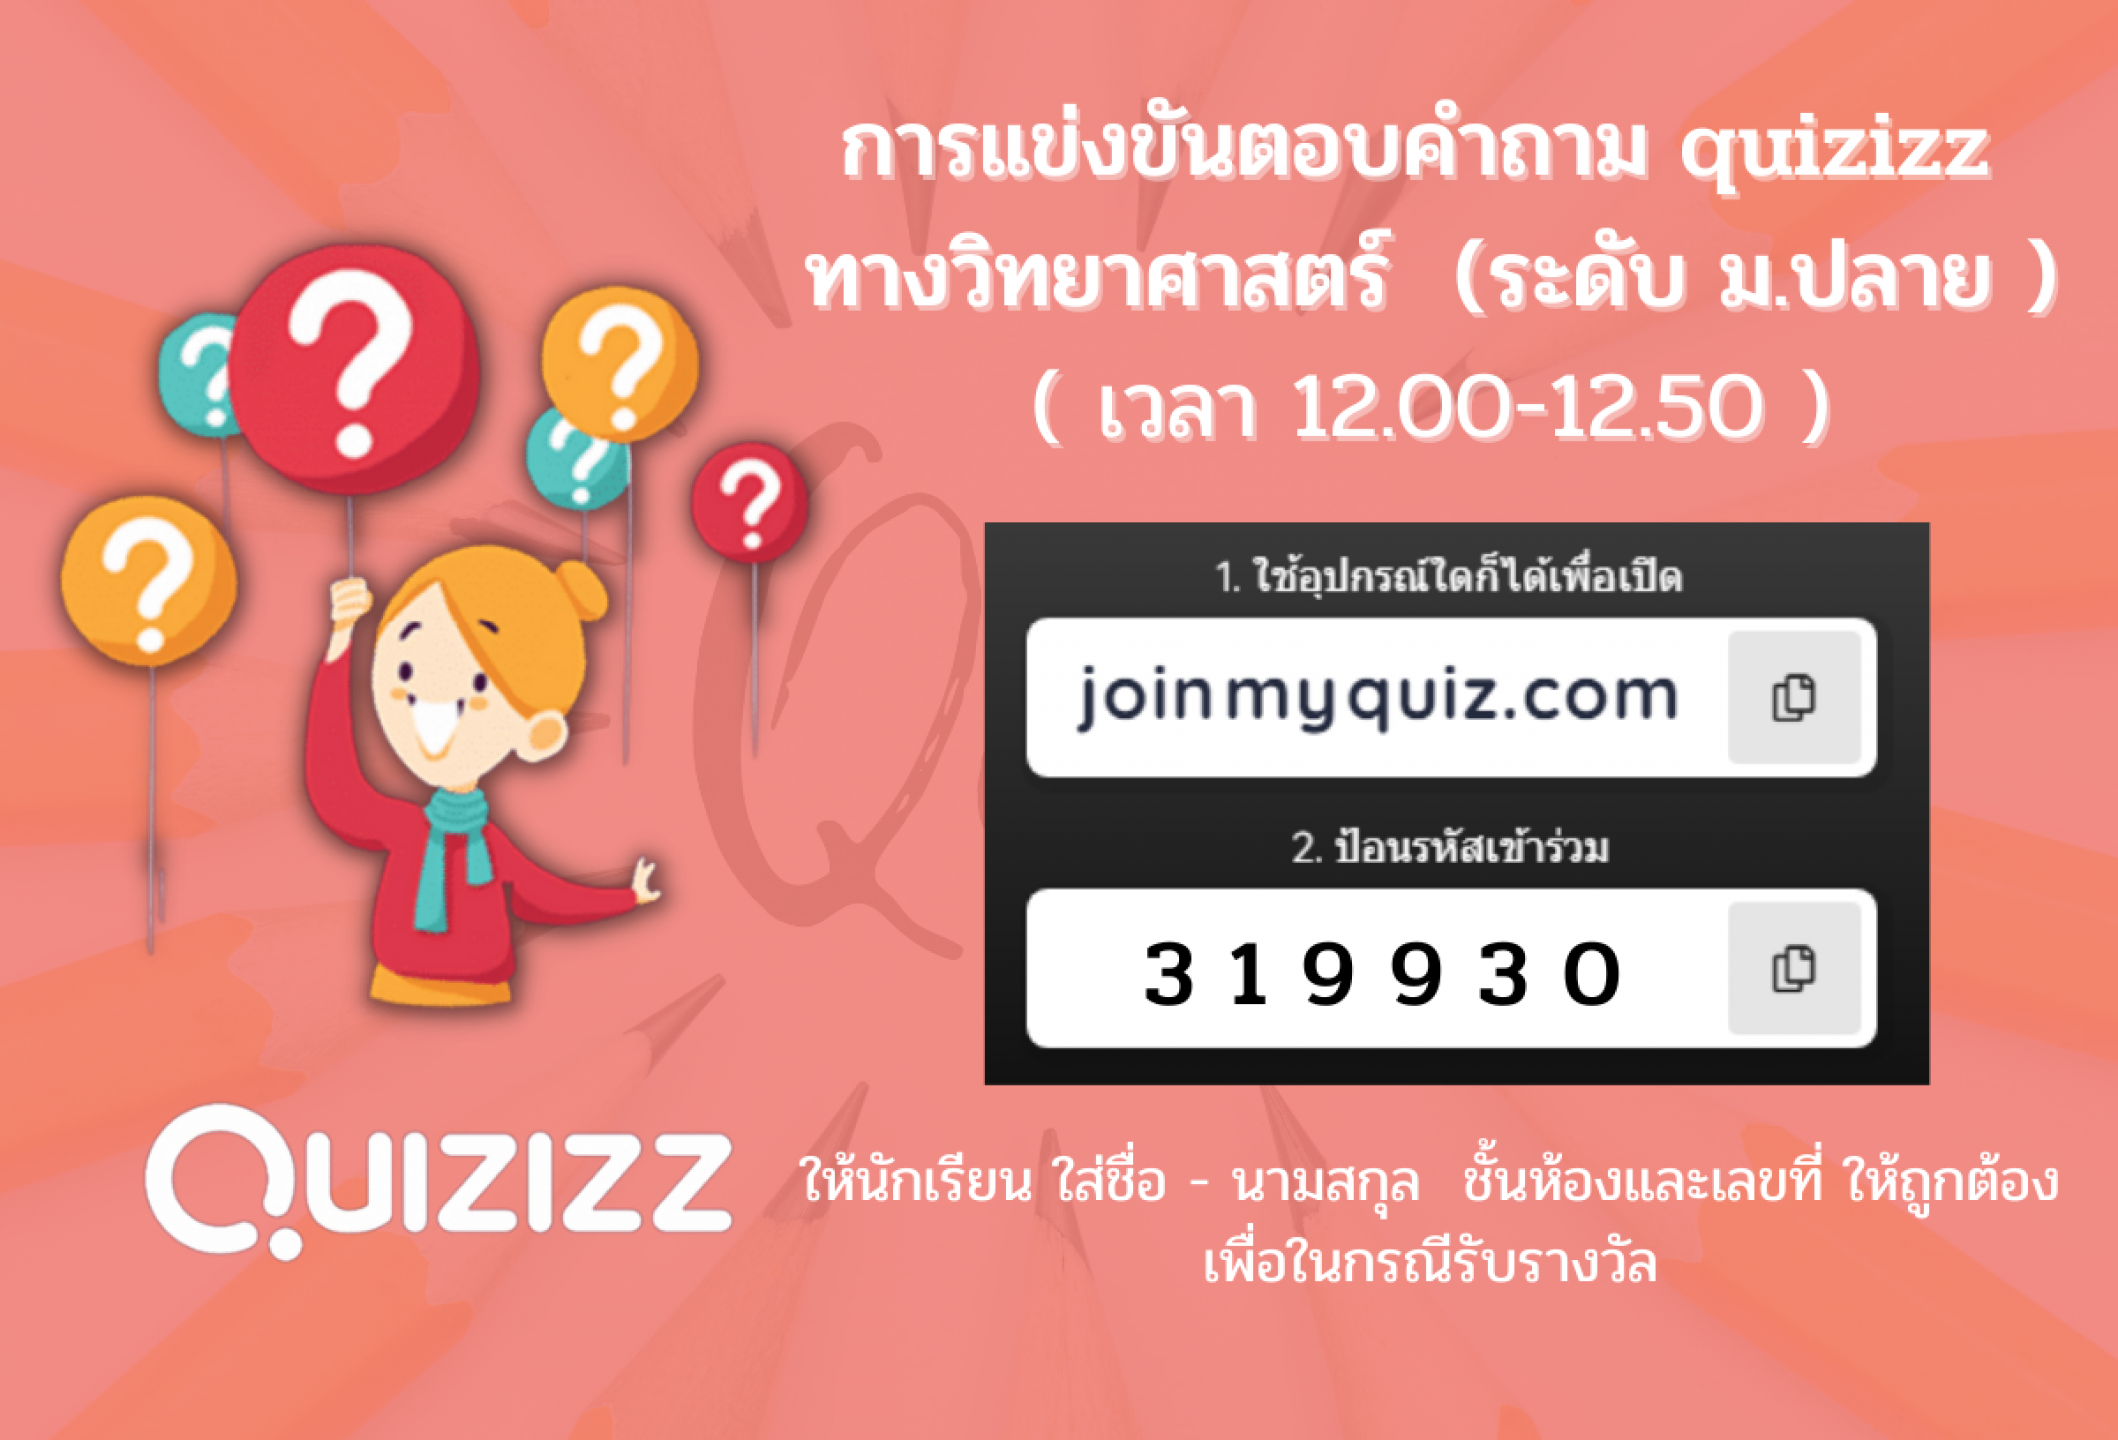 การแข่งขันตอบคำถาม quizizz
ทางวิทยาศาสตร์ (ระดับ ม.ปลาย )
( เวลา 12.00-12.50 )
1. ใช้อุปกรณ์ใดก็ได้เพื่อเปิด
joinmyquiz.com
2. ป้อนรหัสเข้าร่วม
3 1 9 9 3 0
QUIZIZZ
ให้นักเรียน ใส่ชื่อ - นามสกุล ชั้นห้องและเลขที่ ให้ถูกต้อง
เพื่อในกรณีรับรางวัล